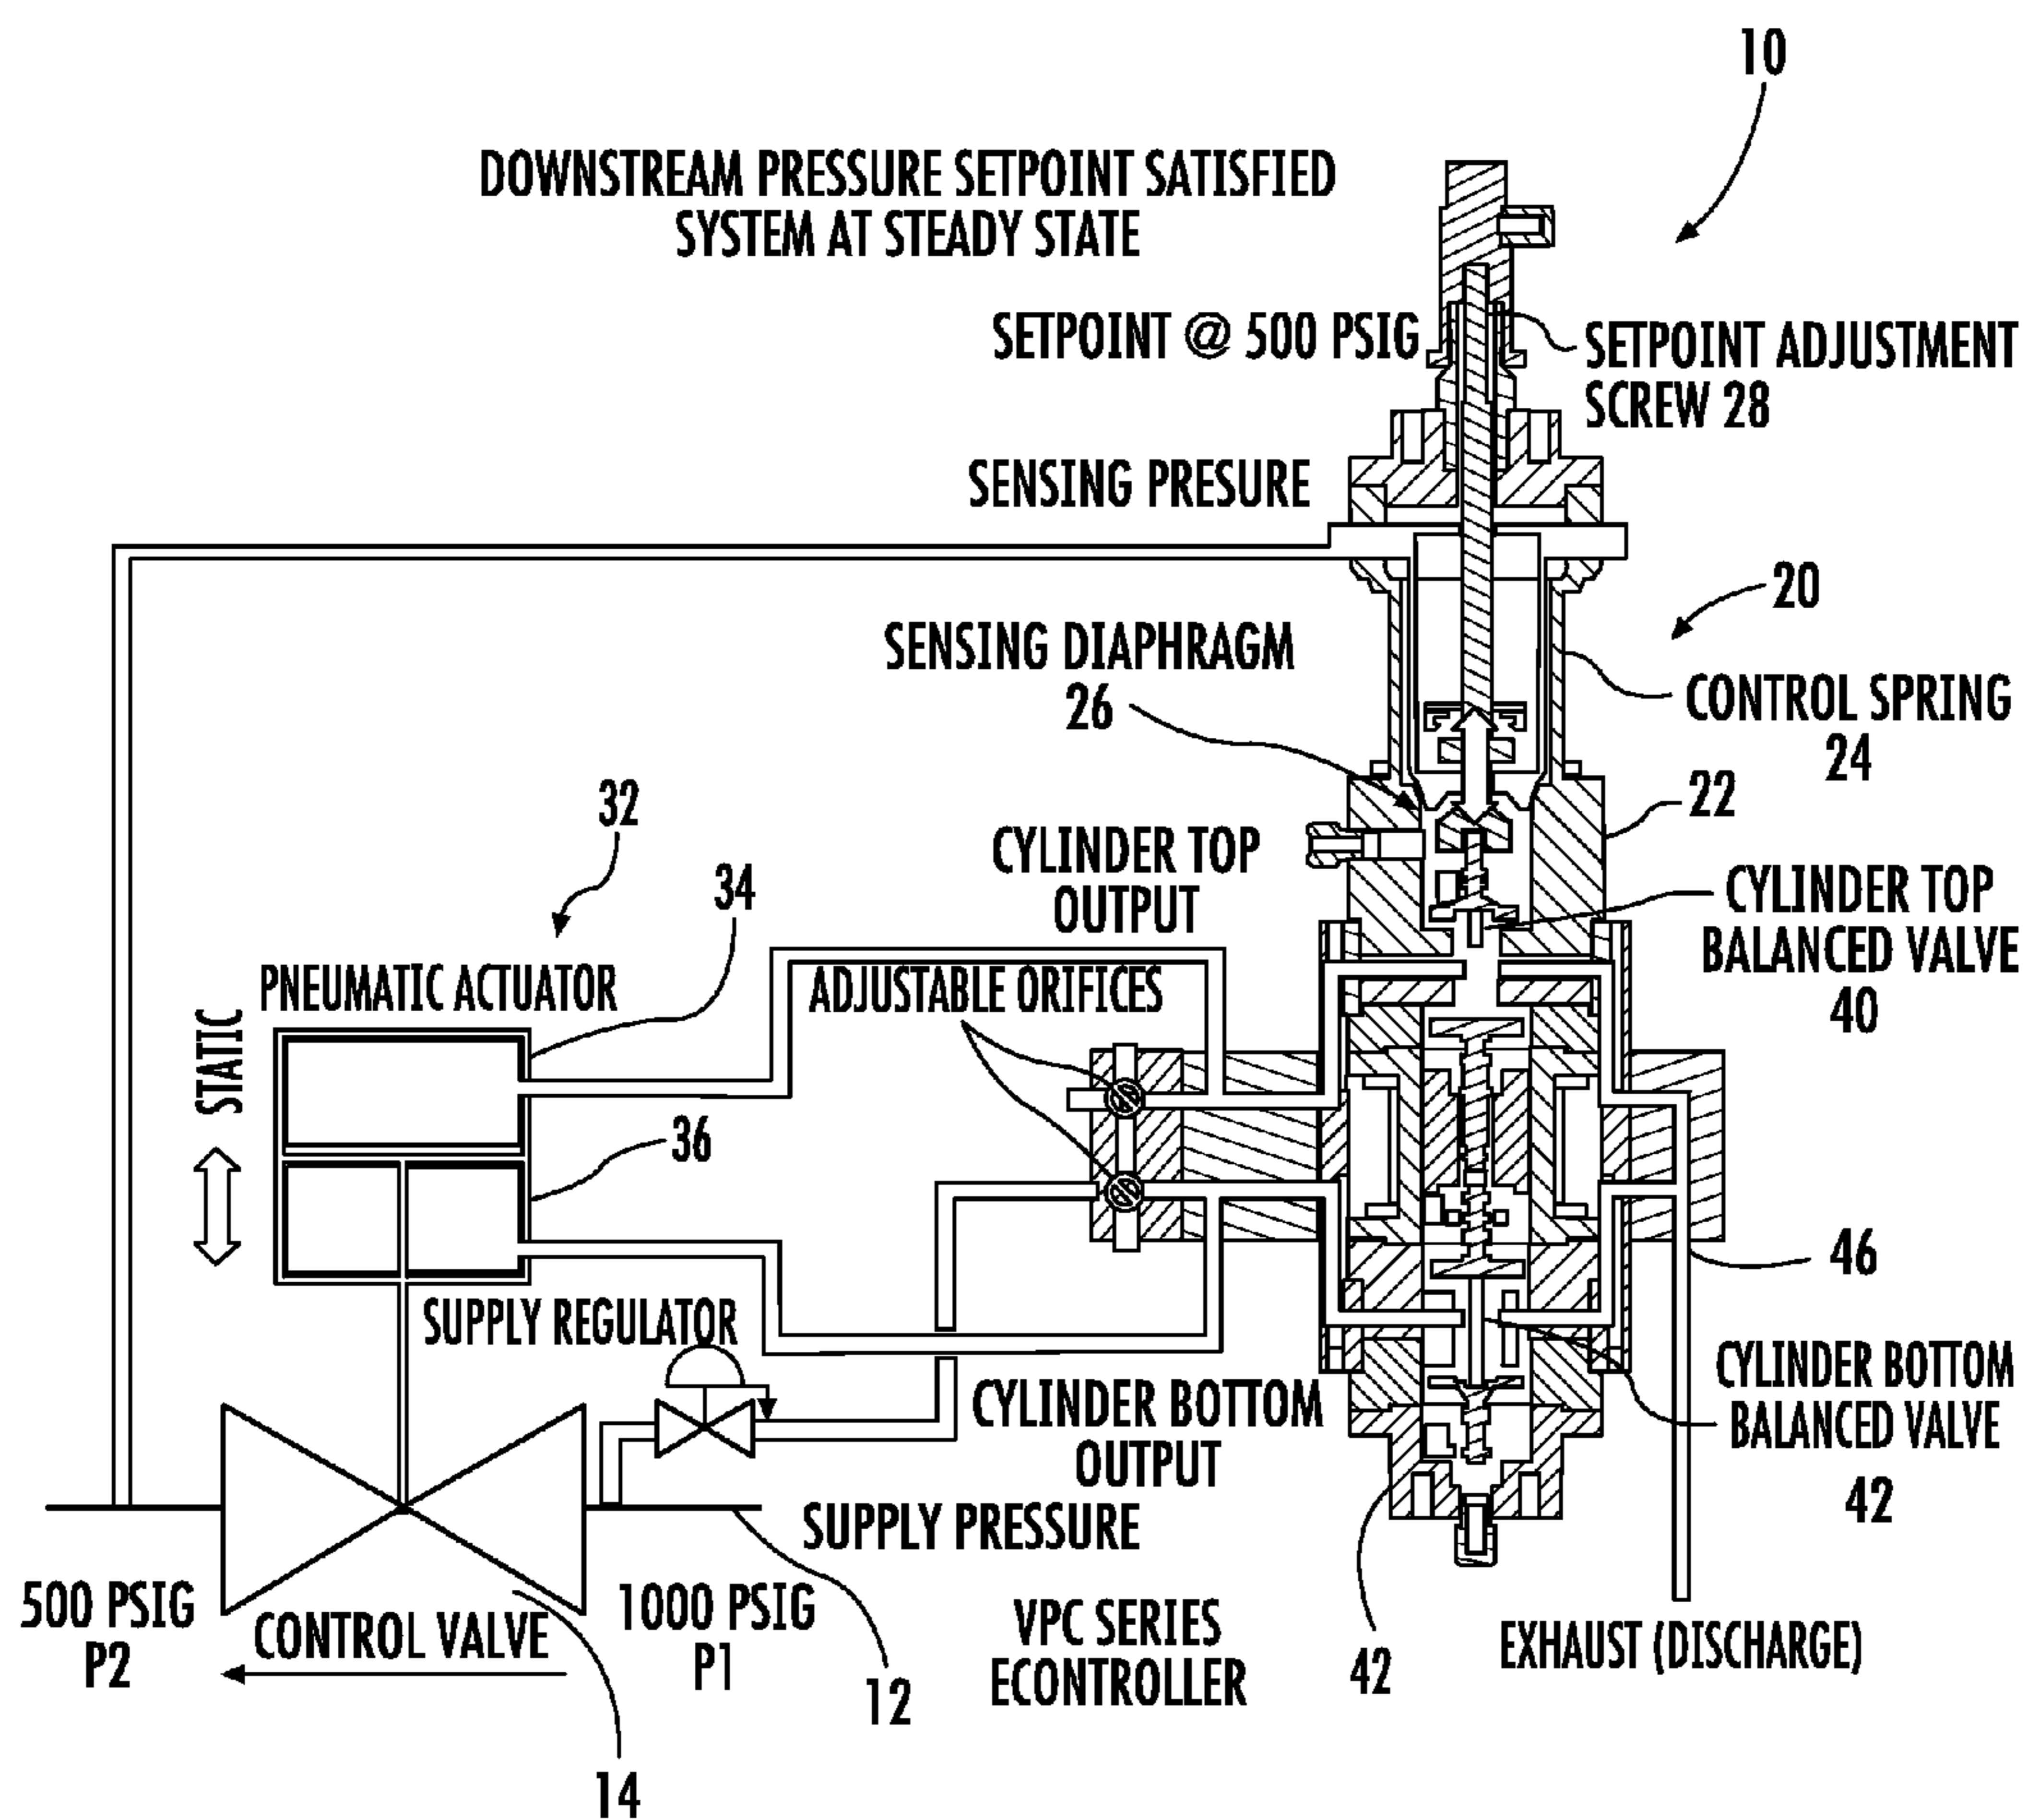 10
DOWNSTREAM PRESSURE SETPOINT SATISFIED
SYSTEM AT STEADY STATE
SETPOINT @ 500 PSIG
SETPOINT ADJUSTMENT
SCREW 28
SENSING PRESURE
20
SENSING DIAPHRAGM
26
CONTROL SPRING
24
22
32
34
CYLINDER TOP
OUTPUT
CYLINDER TOP
BALANCED VALVE
40
PNEUMATIC ACTUATOR
ADJUSTABLE ORIFICES
STATIC
36
46
SUPPLY REGULATOR
CYLINDER BOTTOM
OUTPUT
CYLINDER BOTTOM
BALANCED VALVE
42
SUPPLY PRESSURE
500 PSIG
P2
CONTROL VALVE
1000 PSIG
P1
12
VPC SERIES
ECONTROLLER
42
EXHAUST (DISCHARGE)
14